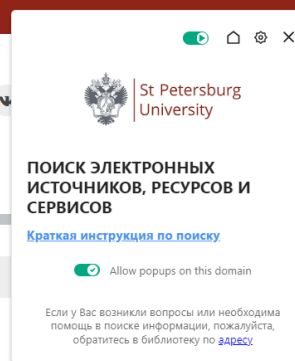 St Petersburg
University
ПОИСК ЭЛЕКТРОННЫХ
ИСТОЧНИКОВ, РЕСУРСОВ И
СЕРВИСОВ
Краткая инструкция по поиску
Allow popups on this domain
Если у Вас возникли вопросы или необходима
помощь в поиске информации, пожалуйста,
обратитесь в библиотеку по адресу